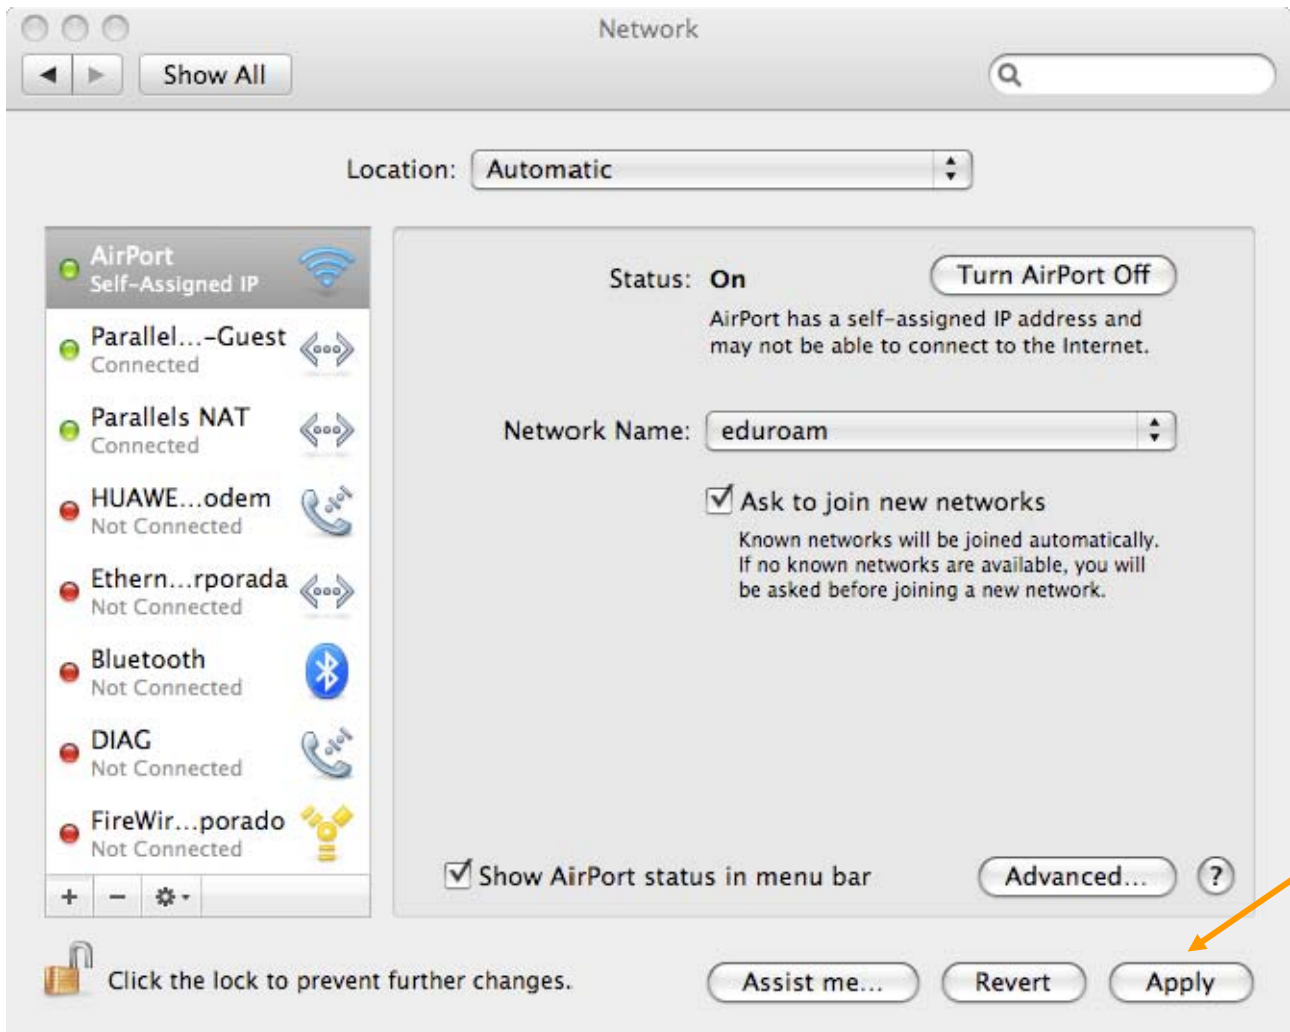 Network
Show All
Location: Automatic
AirPort
Self-Assigned IP
Parallel...-Guest
Connected
Parallels NAT
Connected
HUAWE...odem
Not Connected
Ethern...rporada
Not Connected
Bluetooth
Not Connected
DIAG
Not Connected
FireWir...porado
Not Connected
+ −
Status: On
Turn AirPort Off
AirPort has a self-assigned IP address and
may not be able to connect to the Internet.
Network Name: eduroam
Ask to join new networks
Known networks will be joined automatically.
If no known networks are available, you will
be asked before joining a new network.
Show AirPort status in menu bar
Advanced... ?
Click the lock to prevent further changes.
Assist me... Revert Apply